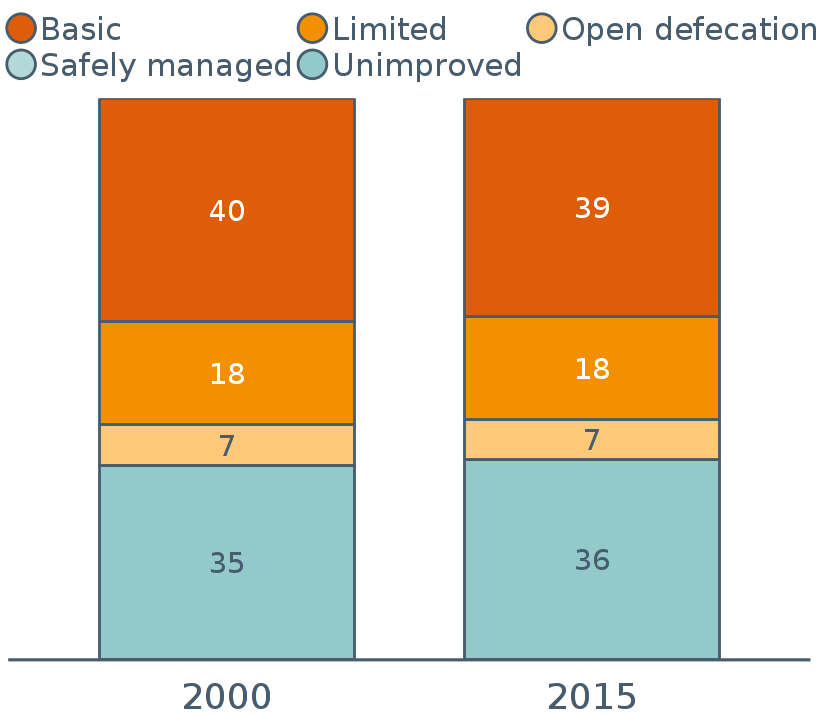 Basic Limited Open defecation
Safely managed Unimproved
40 39
18 18
7 7
35 36
2000 2015